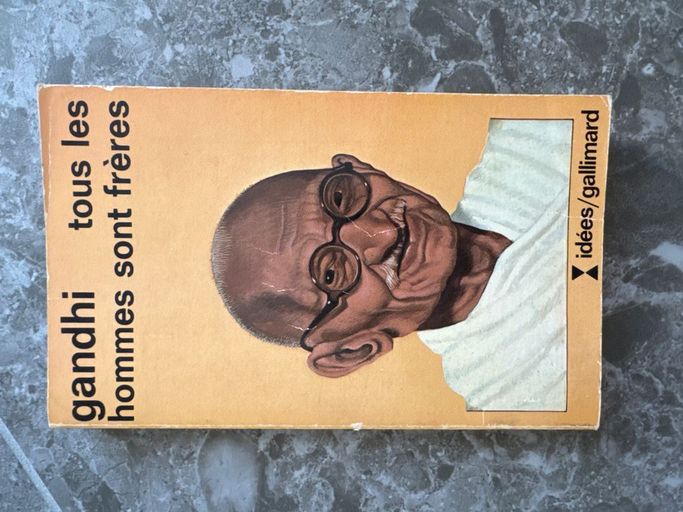 gandhi tous les
hommes sont frères
idées/gallimard